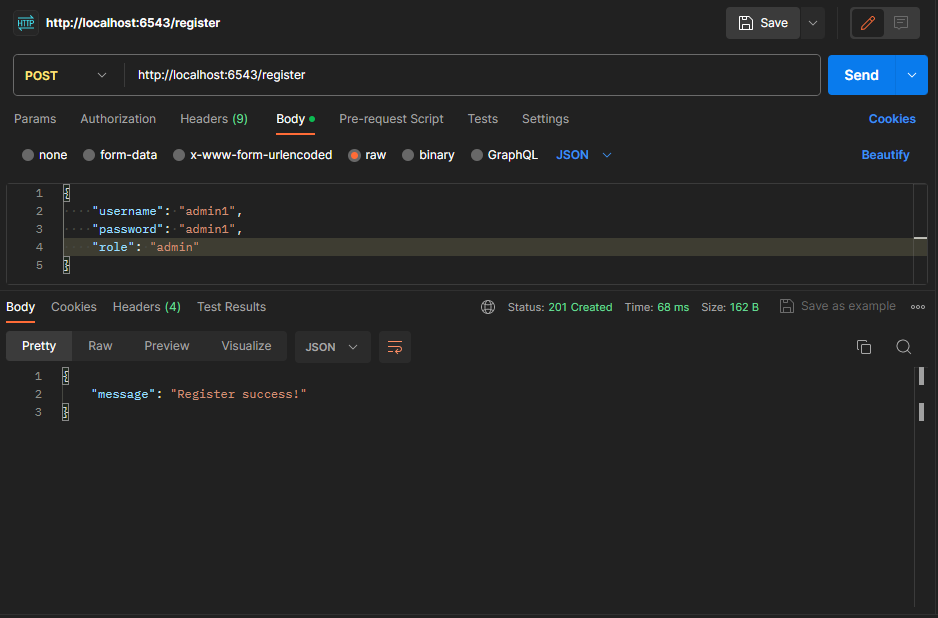 HTTP http://localhost:6543/register Save
POST http://localhost:6543/register Send
Params Authorization Headers (9) Body Pre-request Script Tests Settings Cookies
none form-data x-www-form-urlencoded raw binary GraphQL JSON Beautify
1 {
2 "username": "admin1",
3 "password": "admin1",
4 "role": "admin"
5 }
Body Cookies Headers (4) Test Results Status: 201 Created Time: 68 ms Size: 162 B Save as example
Pretty Raw Preview Visualize JSON
1 {
2 "message": "Register success!"
3 }